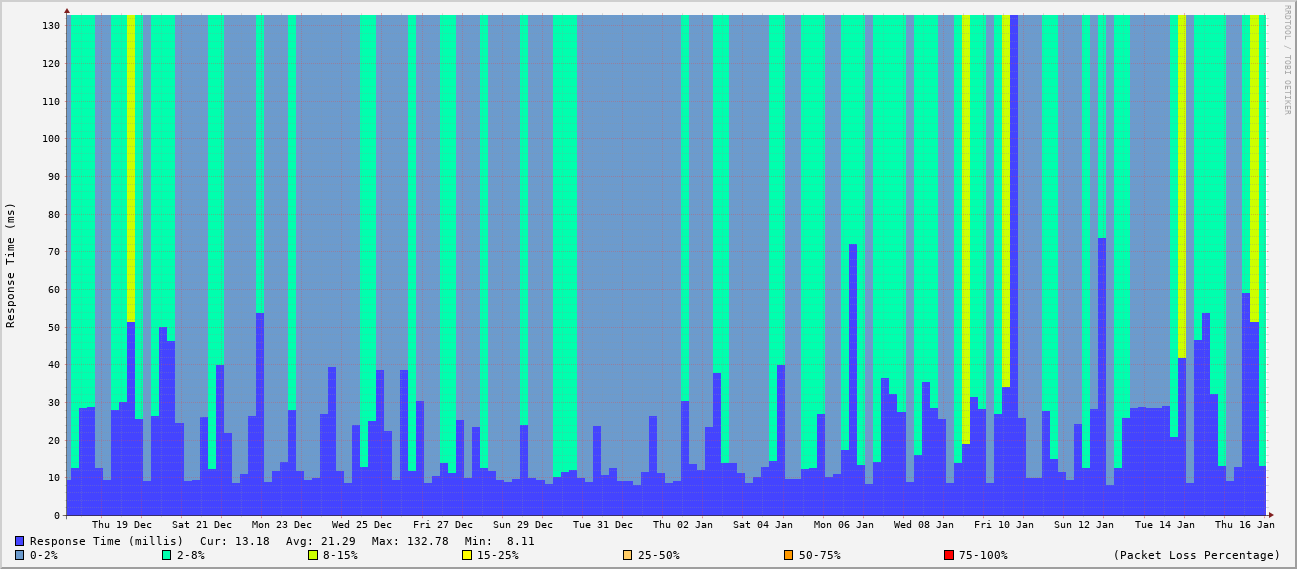 RRDTOOL / TOBI OETIKER
Response Time (ms)
130
120
110
100
90
80
70
60
50
40
30
20
10
0
Thu 19 Dec Sat 21 Dec Mon 23 Dec Wed 25 Dec Fri 27 Dec Sun 29 Dec Tue 31 Dec Thu 02 Jan Sat 04 Jan Mon 06 Jan Wed 08 Jan Fri 10 Jan Sun 12 Jan Tue 14 Jan Thu 16 Jan
Response Time (millis) Cur: 13.18 Avg: 21.29 Max: 132.78 Min: 8.11
0-2% 2-8% 8-15% 15-25% 25-50% 50-75% 75-100% (Packet Loss Percentage)